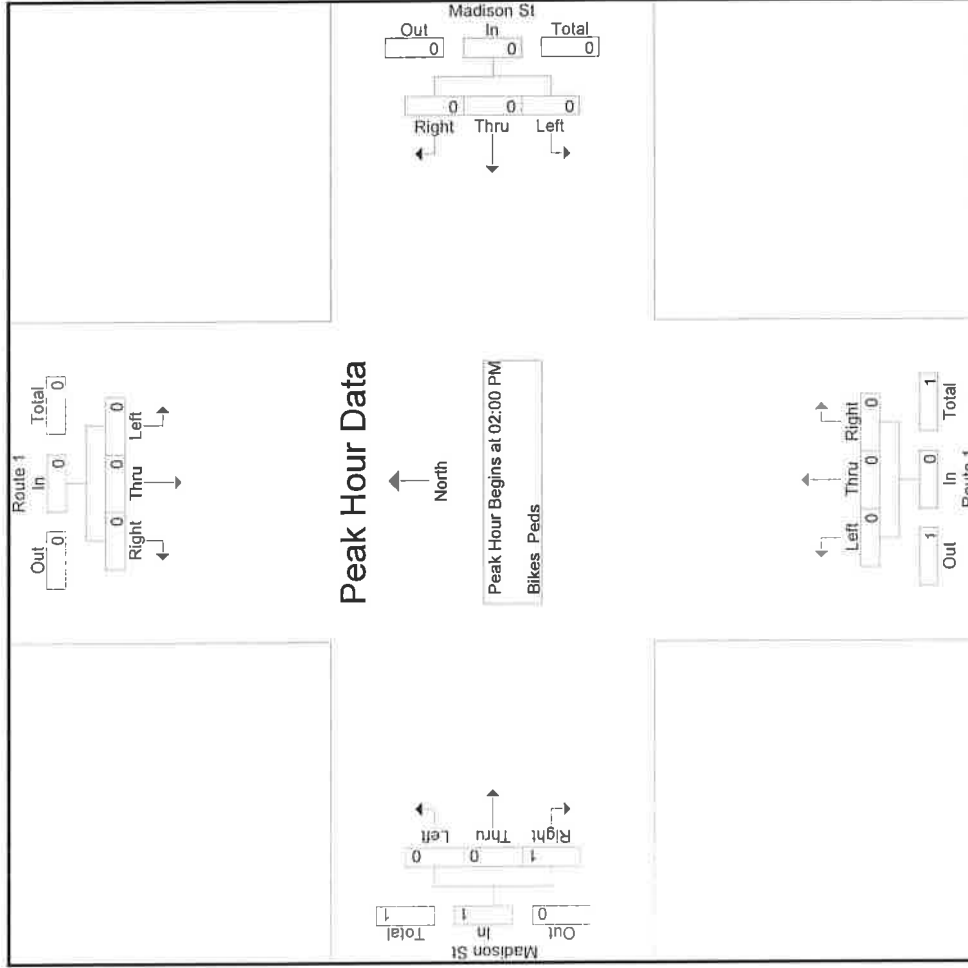 Madison St
Out In Total
0 0 0
0 0 0
Right Thru Left
Route 1
Out In Total
0 0 0
0 0 0
Right Thru Left
Peak Hour Data
North
Peak Hour Begins at 02:00 PM
Bikes Peds
Left Thru Right
0 0 0
1 0 1
Out In Total
Route 1
Left Thru Right
0 0 1
Total In Out
1 1 0
Madison St